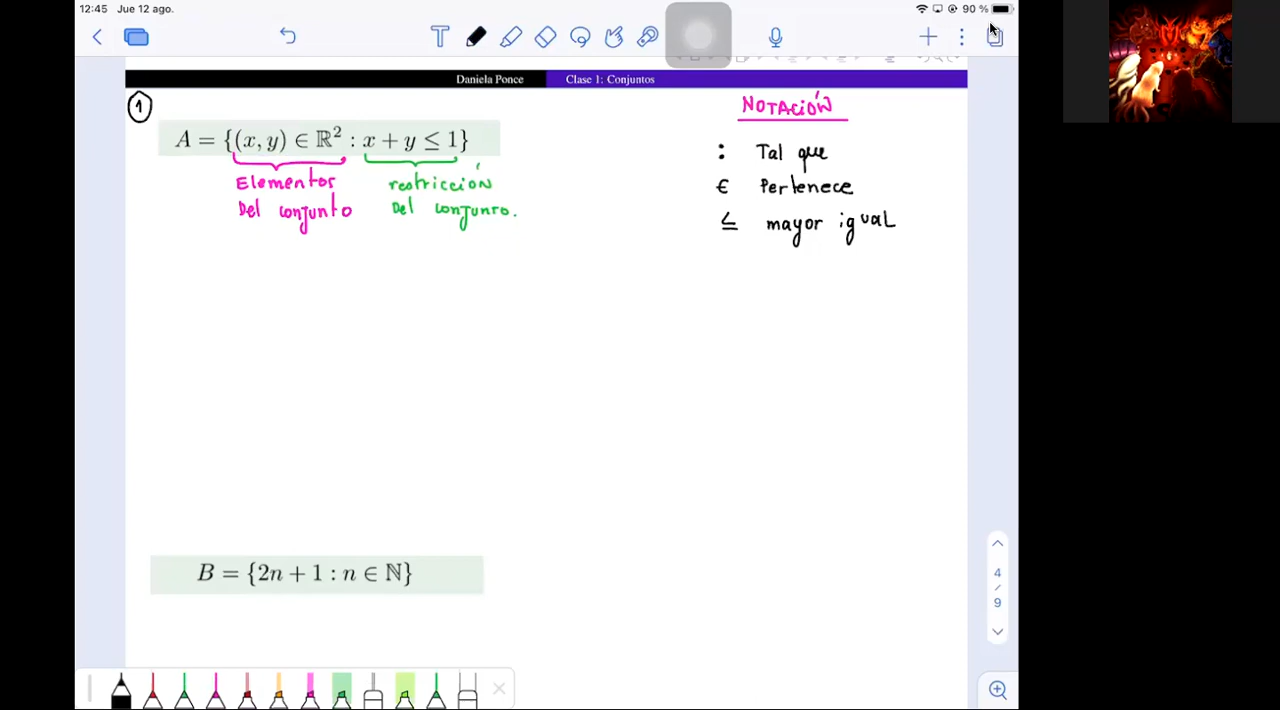 12:45 Jue 12 ago. 90 %
Daniela Ponce Clase 1: Conjuntos
1
NOTACIÓN
A = {(x, y) ∈ ℝ² : x + y ≤ 1}
: Tal que
Elementos restricción
€ Pertenece
Del conjunto Del conjunto.
≤ mayor igual
4
/
9
B = {2n + 1 : n ∈ ℕ}